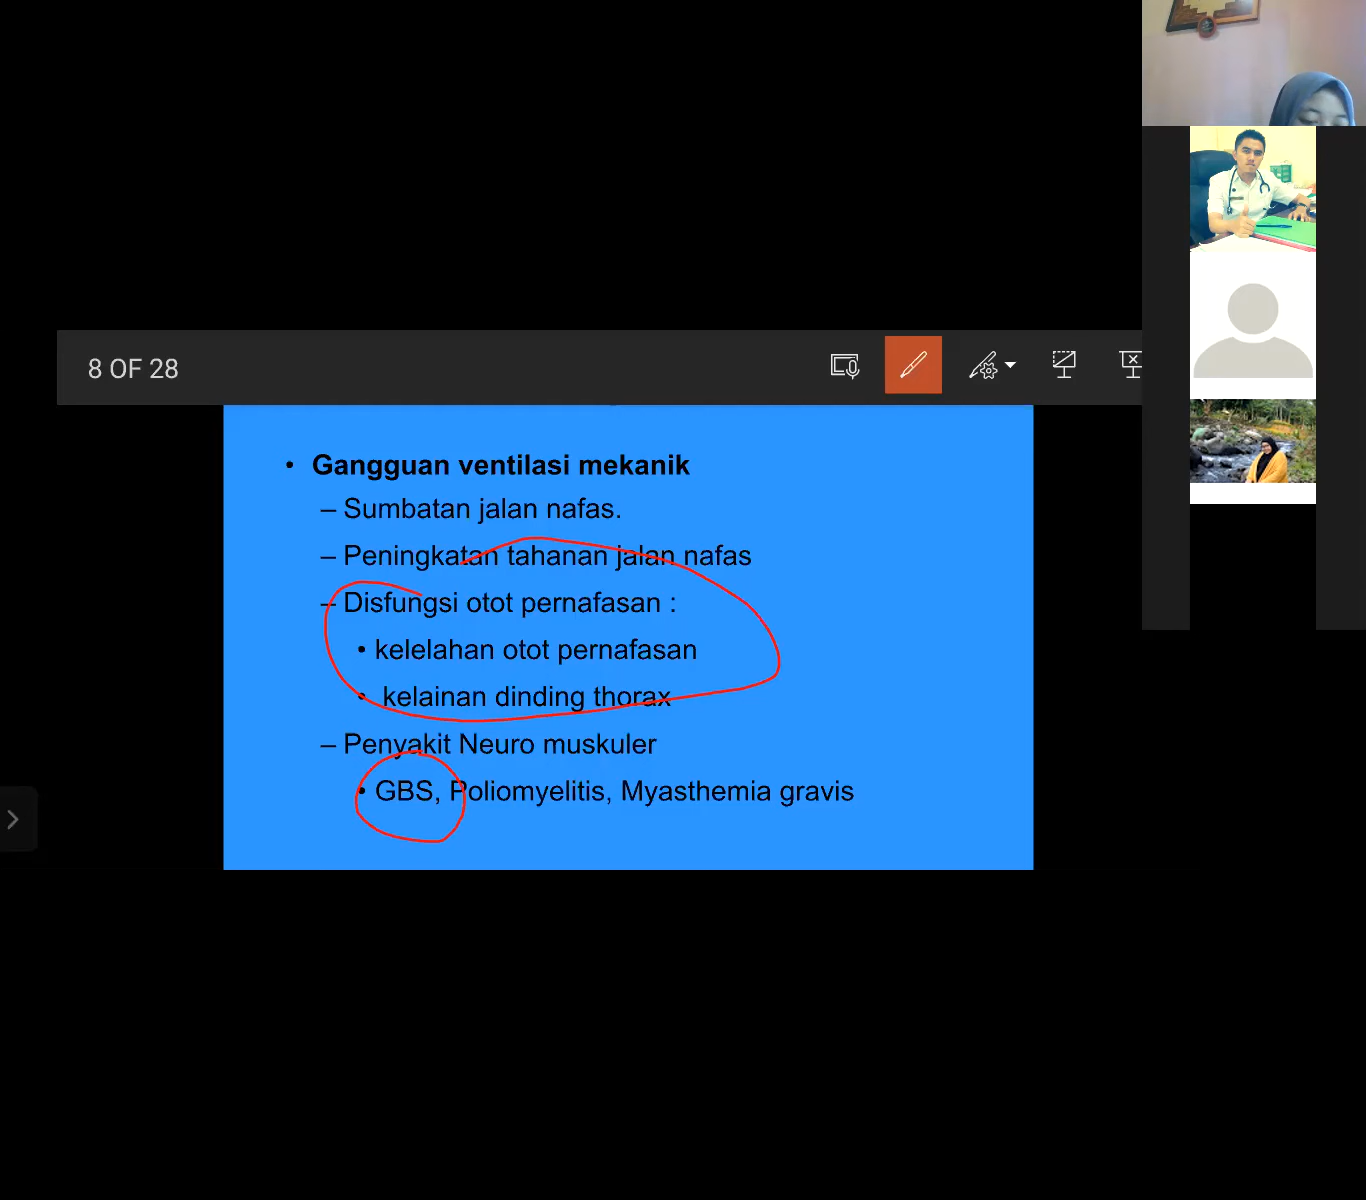 8 OF 28
• Gangguan ventilasi mekanik
– Sumbatan jalan nafas.
– Peningkatan tahanan jalan nafas
– Disfungsi otot pernafasan :
• kelelahan otot pernafasan
• kelainan dinding thorax
– Penyakit Neuro muskuler
• GBS, Poliomyelitis, Myasthemia gravis